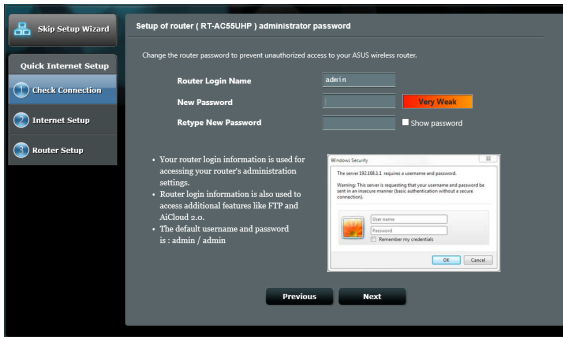 Skip Setup Wizard
Quick Internet Setup
1 Check Connection
2 Internet Setup
3 Router Setup
Setup of router ( RT-AC55UHP ) administrator password
Change the router password to prevent unauthorized access to your ASUS wireless router.
Router Login Name admin
New Password Very Weak
Retype New Password Show password
• Your router login information is used for
accessing your router's administration
settings.
• Router login information is also used to
access additional features like FTP and
AiCloud 2.0.
• The default username and password
is : admin / admin
Windows Security
The server 192.168.1.1 requires a username and password.
Warning: This server is requesting that your username and password be
sent in an insecure manner (basic authentication without a secure
connection).
User name
Password
Remember my credentials
OK Cancel
Previous Next